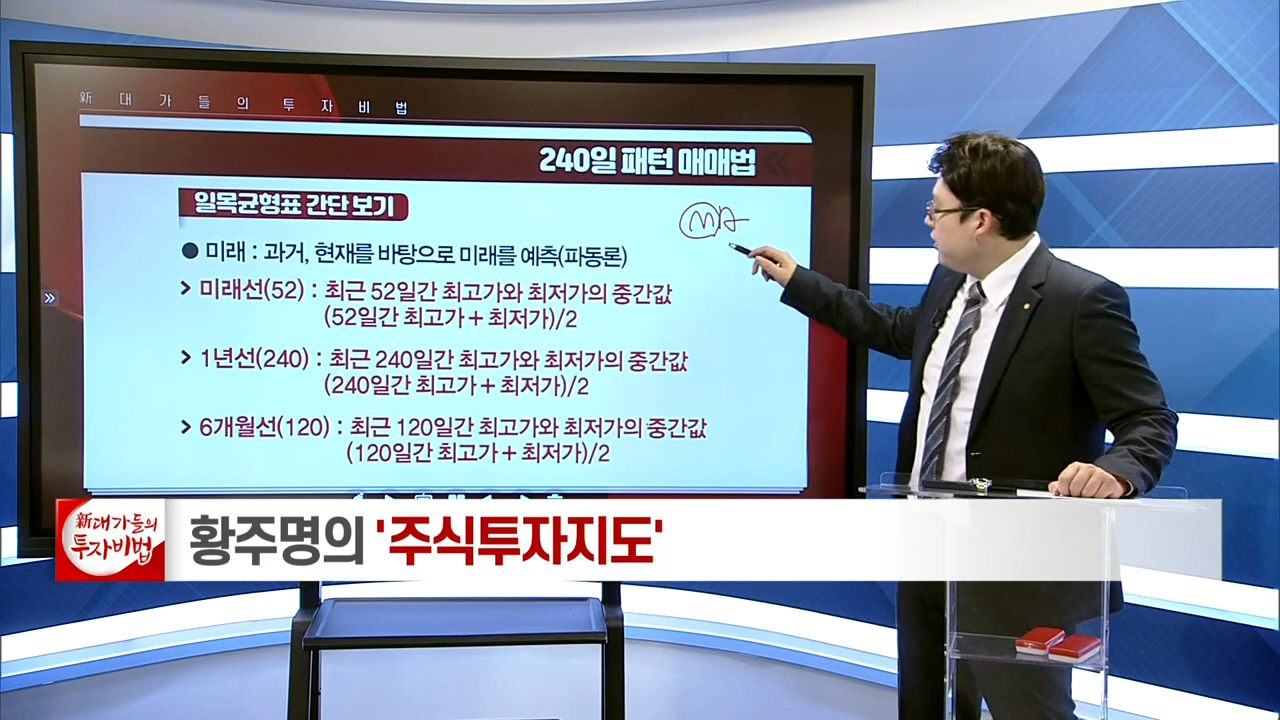 新 대 가 들 의 투 자 비 법
240일 패턴 매매법
일목균형표 간단 보기
MA
● 미래 : 과거, 현재를 바탕으로 미래를 예측(파동론)
> 미래선(52) : 최근 52일간 최고가와 최저가의 중간값
(52일간 최고가 + 최저가)/2
> 1년선(240) : 최근 240일간 최고가와 최저가의 중간값
(240일간 최고가 + 최저가)/2
> 6개월선(120) : 최근 120일간 최고가와 최저가의 중간값
(120일간 최고가 + 최저가)/2
新대가들의
투자비법
황주명의 '주식투자지도'